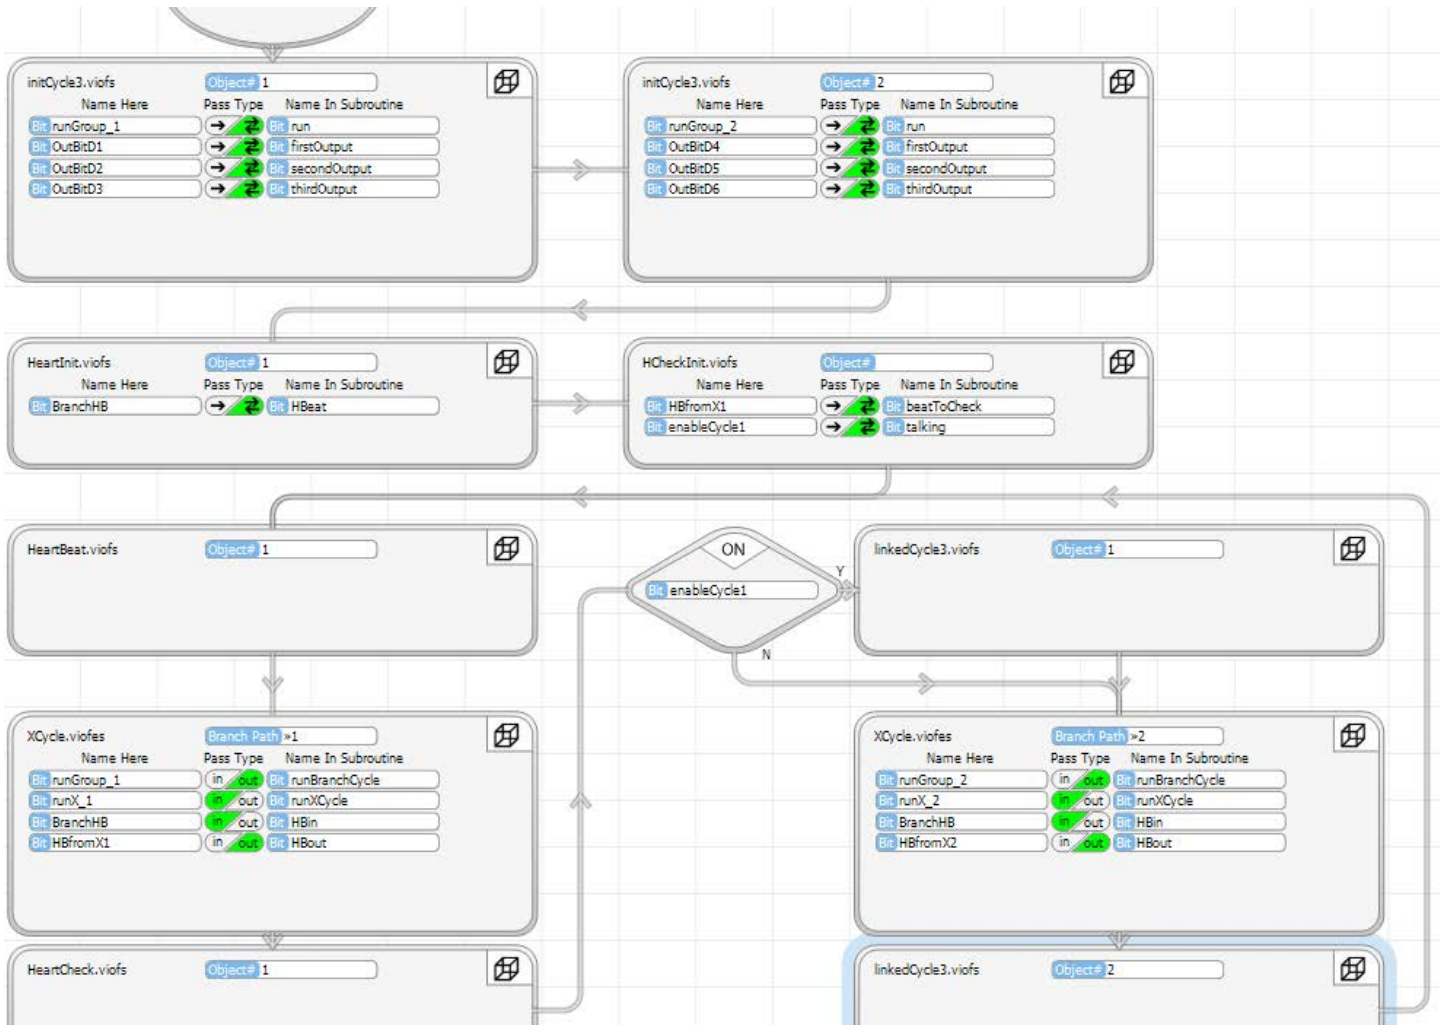 initCycle3.viofs Object# 1
Name Here Pass Type Name In Subroutine
Bit runGroup_1 Bit run
Bit OutBitD1 Bit firstOutput
Bit OutBitD2 Bit secondOutput
Bit OutBitD3 Bit thirdOutput
initCycle3.viofs Object# 2
Name Here Pass Type Name In Subroutine
Bit runGroup_2 Bit run
Bit OutBitD4 Bit firstOutput
Bit OutBitD5 Bit secondOutput
Bit OutBitD6 Bit thirdOutput
HeartInit.viofs Object# 1
Name Here Pass Type Name In Subroutine
Bit BranchHB Bit HBeat
HCheckInit.viofs Object#
Name Here Pass Type Name In Subroutine
Bit HBfromX1 Bit beatToCheck
Bit enableCycle1 Bit talking
HeartBeat.viofs Object# 1
ON
Bit enableCycle1
Y
N
linkedCycle3.viofs Object# 1
XCycle.viofes Branch Path »1
Name Here Pass Type Name In Subroutine
Bit runGroup_1 in out Bit runBranchCycle
Bit runX_1 in out Bit runXCycle
Bit BranchHB in out Bit HBin
Bit HBfromX1 in out Bit HBout
XCycle.viofes Branch Path »2
Name Here Pass Type Name In Subroutine
Bit runGroup_2 in out Bit runBranchCycle
Bit runX_2 in out Bit runXCycle
Bit BranchHB in out Bit HBin
Bit HBfromX2 in out Bit HBout
HeartCheck.viofs Object# 1
linkedCycle3.viofs Object# 2